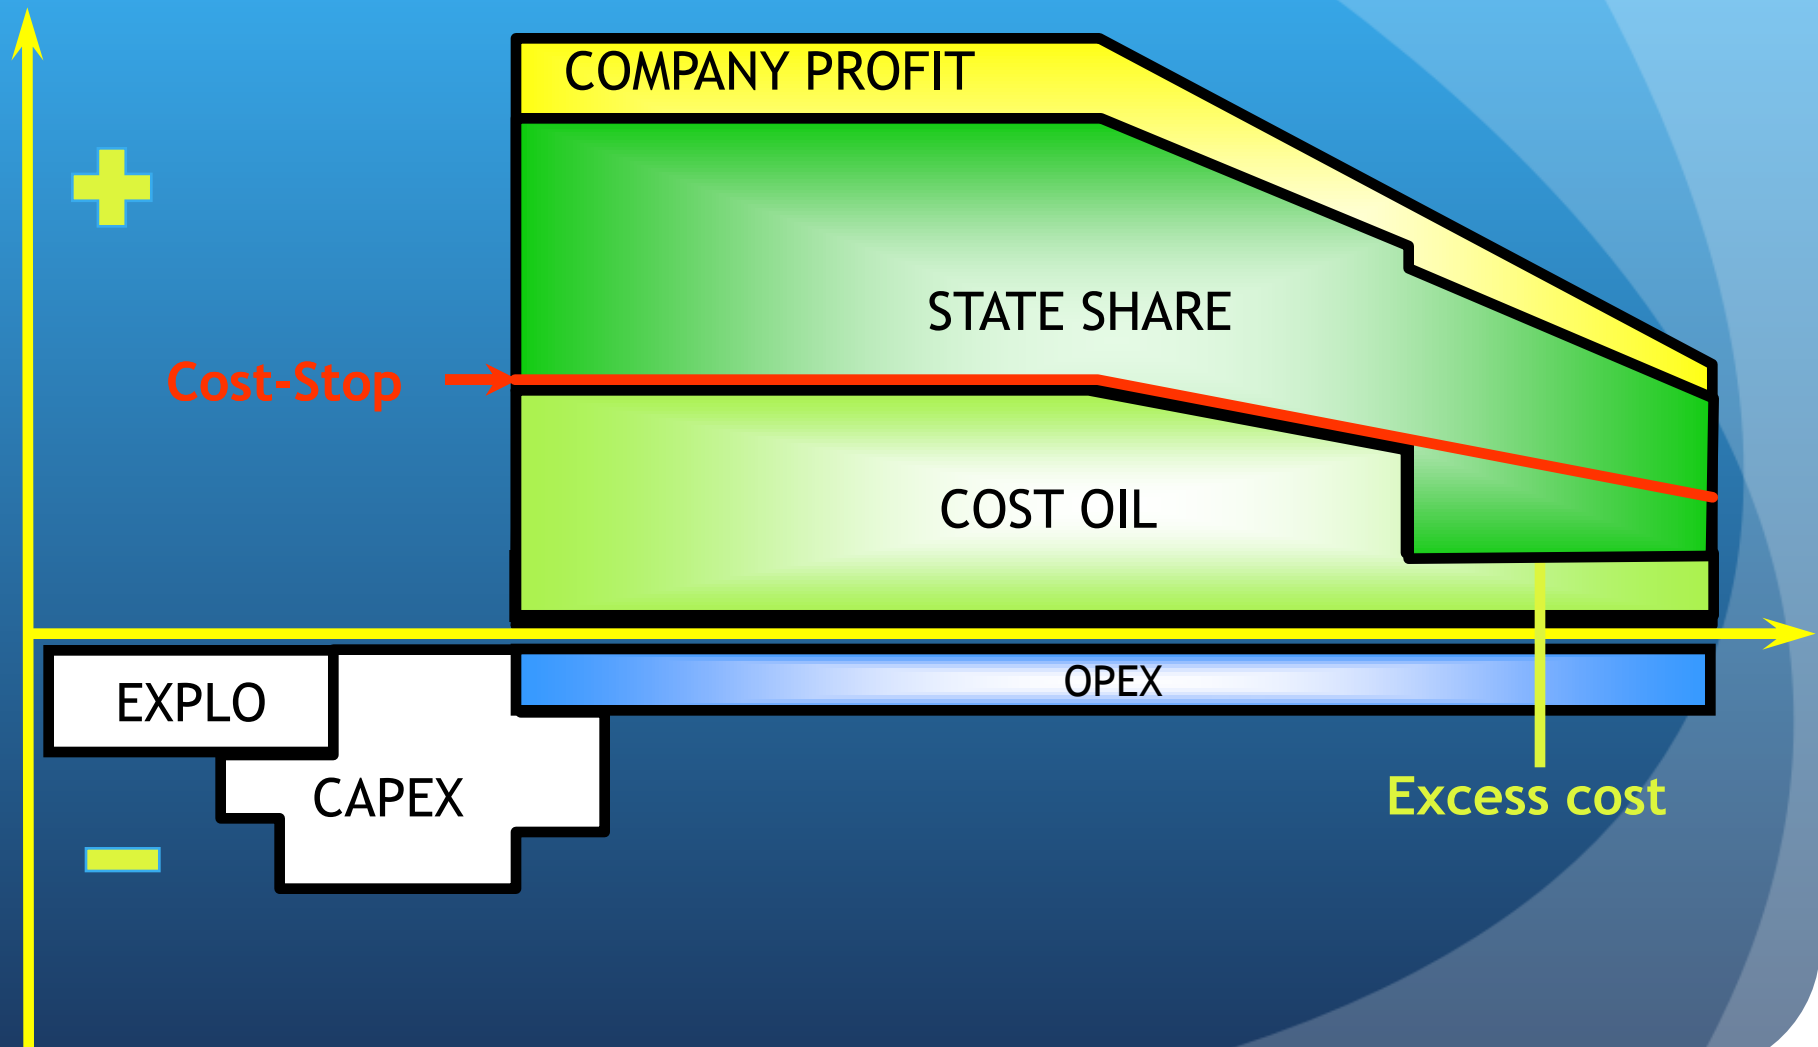 COMPANY PROFIT
STATE SHARE
Cost-Stop
COST OIL
OPEX
EXPLO
CAPEX
Excess cost